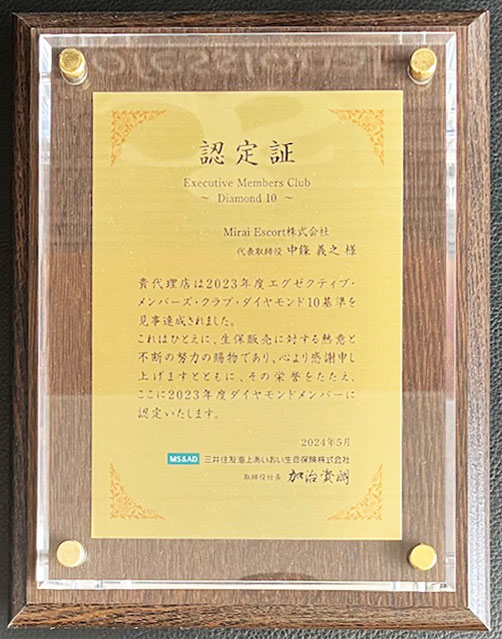 認定証
Executive Members Club
～ Diamond 10 ～
Mirai Escort株式会社
代表取締役 中篠 義之 様
貴代理店は2023年度エグゼクティブ・
メンバーズ・クラブ・ダイヤモンド10基準を
見事達成されました。
これはひとえに、生保販売に対する熱意と
不断の努力の賜物であり、心より感謝申し
上げますとともに、その栄誉をたたえ、
ここに2023年度ダイヤモンドメンバーに
認定いたします。
2024年5月
MS&AD 三井住友海上あいおい生命保険株式会社
取締役社長 加治資朗